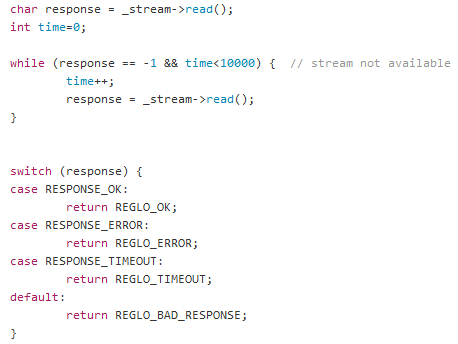 char response = _stream->read();
int time=0;
while (response == -1 && time<10000) {  // stream not available
        time++;
        response = _stream->read();
}
switch (response) {
case RESPONSE_OK:
        return REGLO_OK;
case RESPONSE_ERROR:
        return REGLO_ERROR;
case RESPONSE_TIMEOUT:
        return REGLO_TIMEOUT;
default:
        return REGLO_BAD_RESPONSE;
}